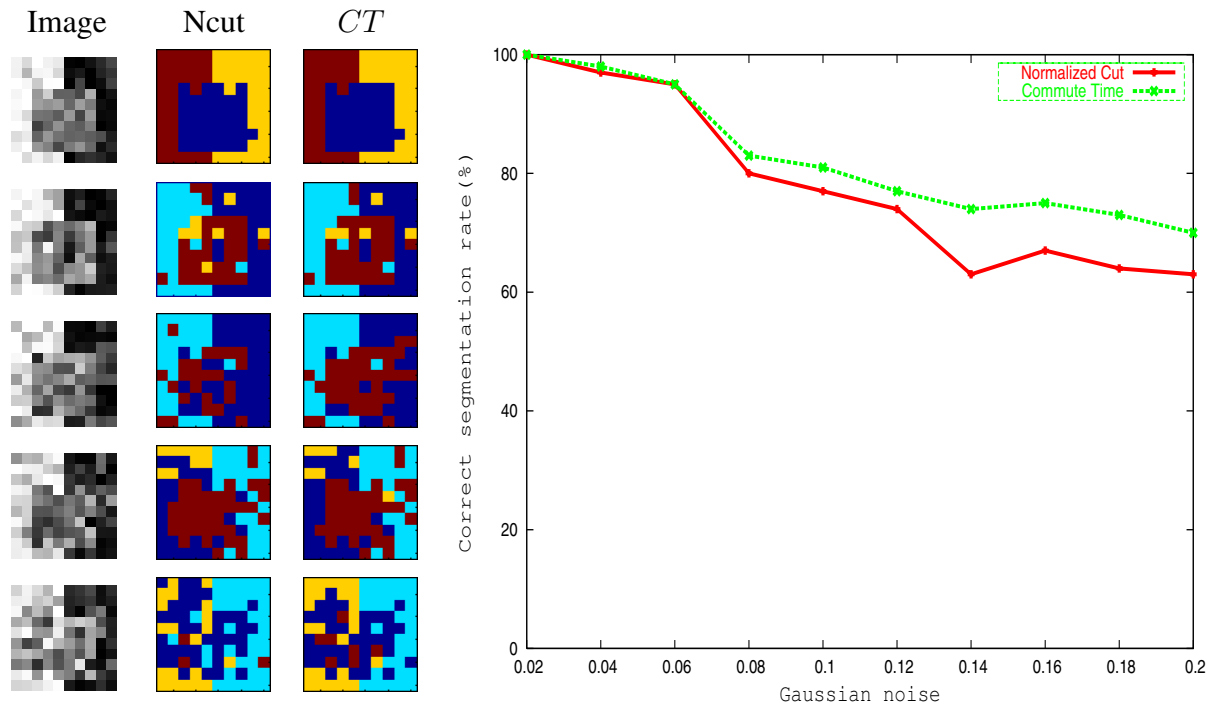 Image Ncut CT
Normalized Cut
Commute Time
Correct segmentation rate(%)
100
80
60
40
20
0
0.02 0.04 0.06 0.08 0.1 0.12 0.14 0.16 0.18 0.2
Gaussian noise